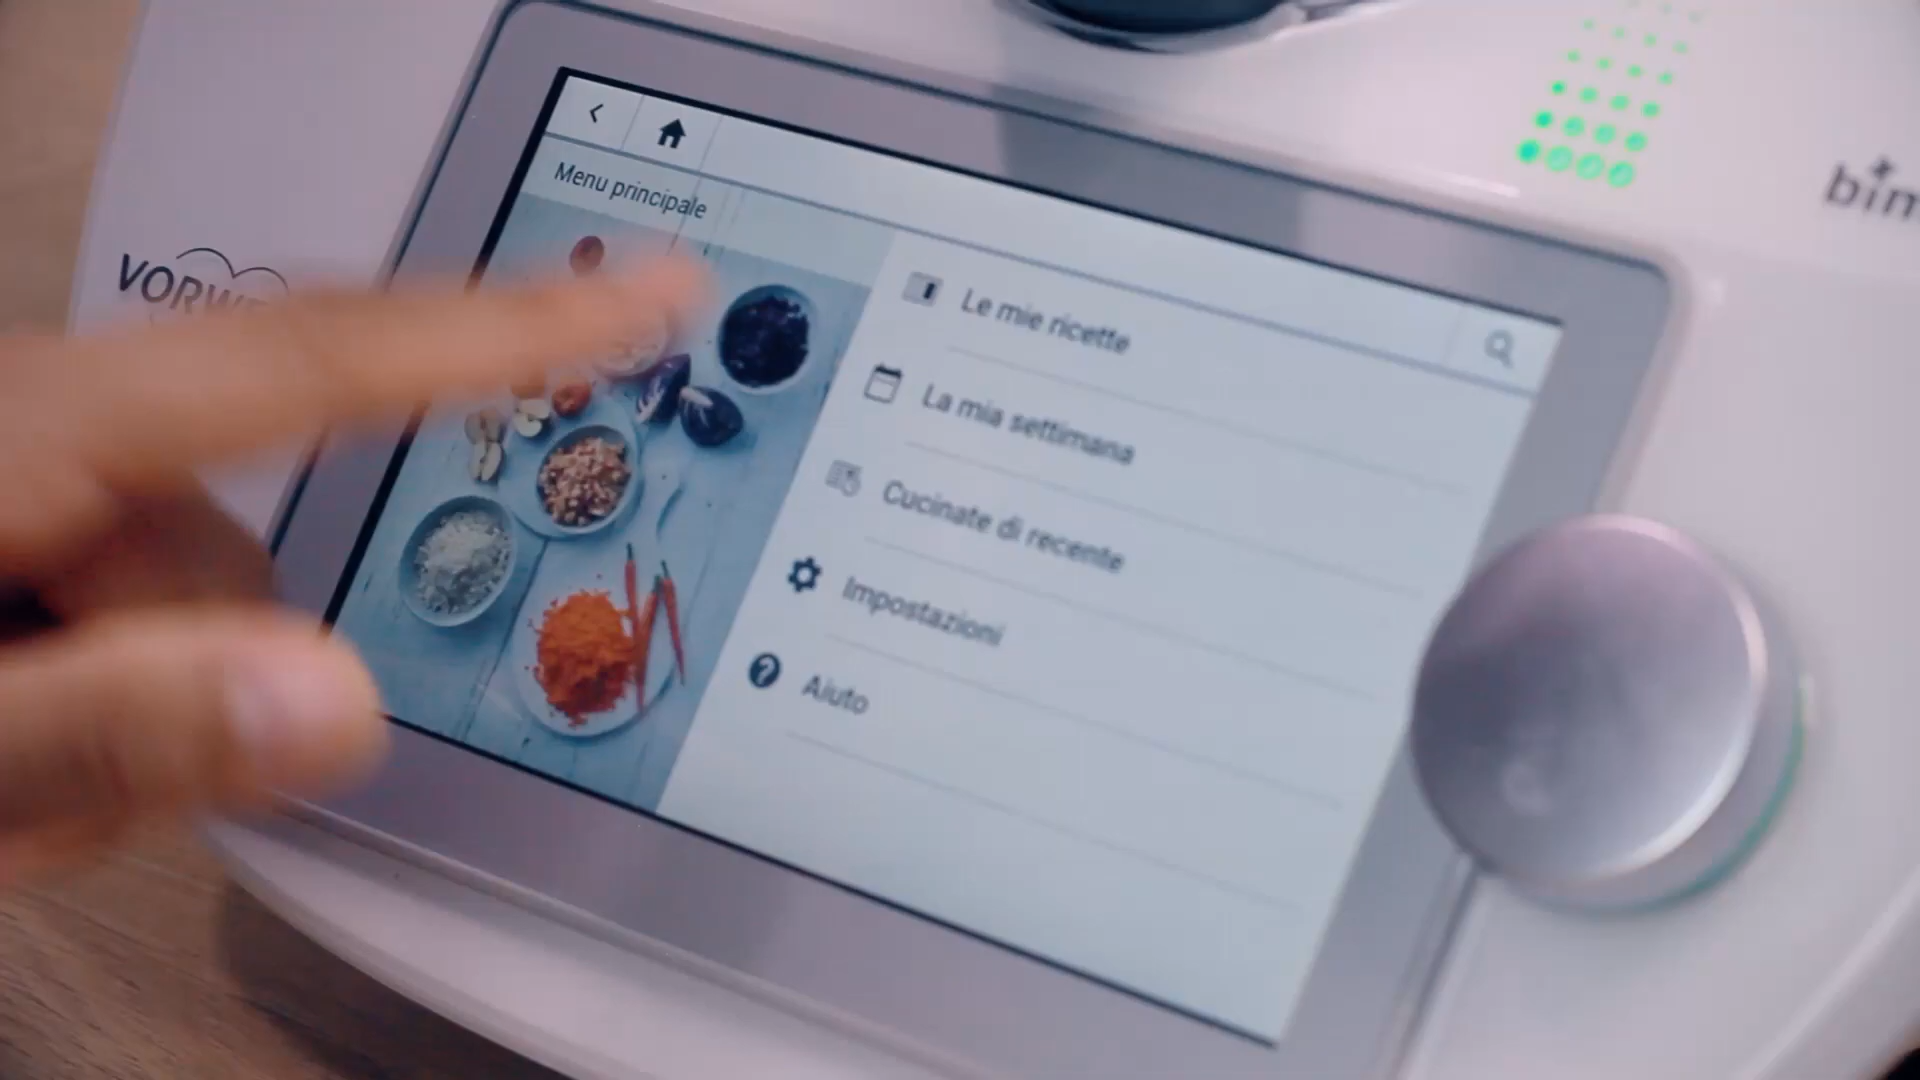 Menu principale
Le mie ricette
La mia settimana
Cucinate di recente
Impostazioni
Aiuto